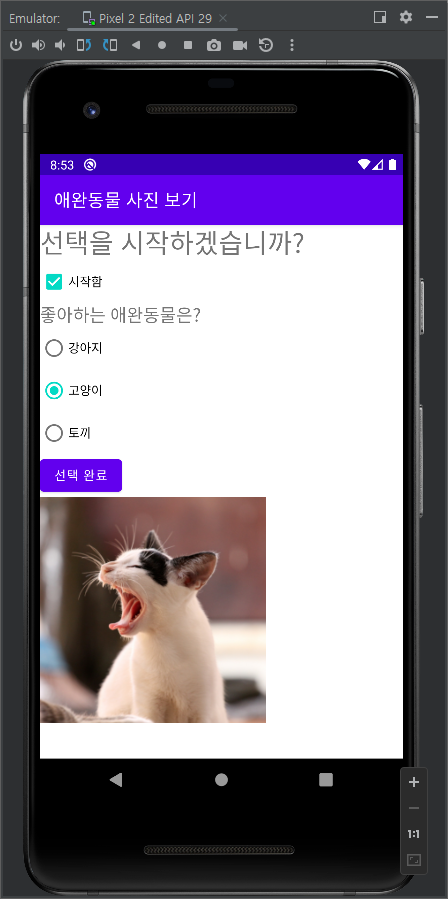 Emulator: Pixel 2 Edited API 29
8:53
애완동물 사진 보기
선택을 시작하겠습니까?
시작함
좋아하는 애완동물은?
강아지
고양이
토끼
선택 완료
1:1